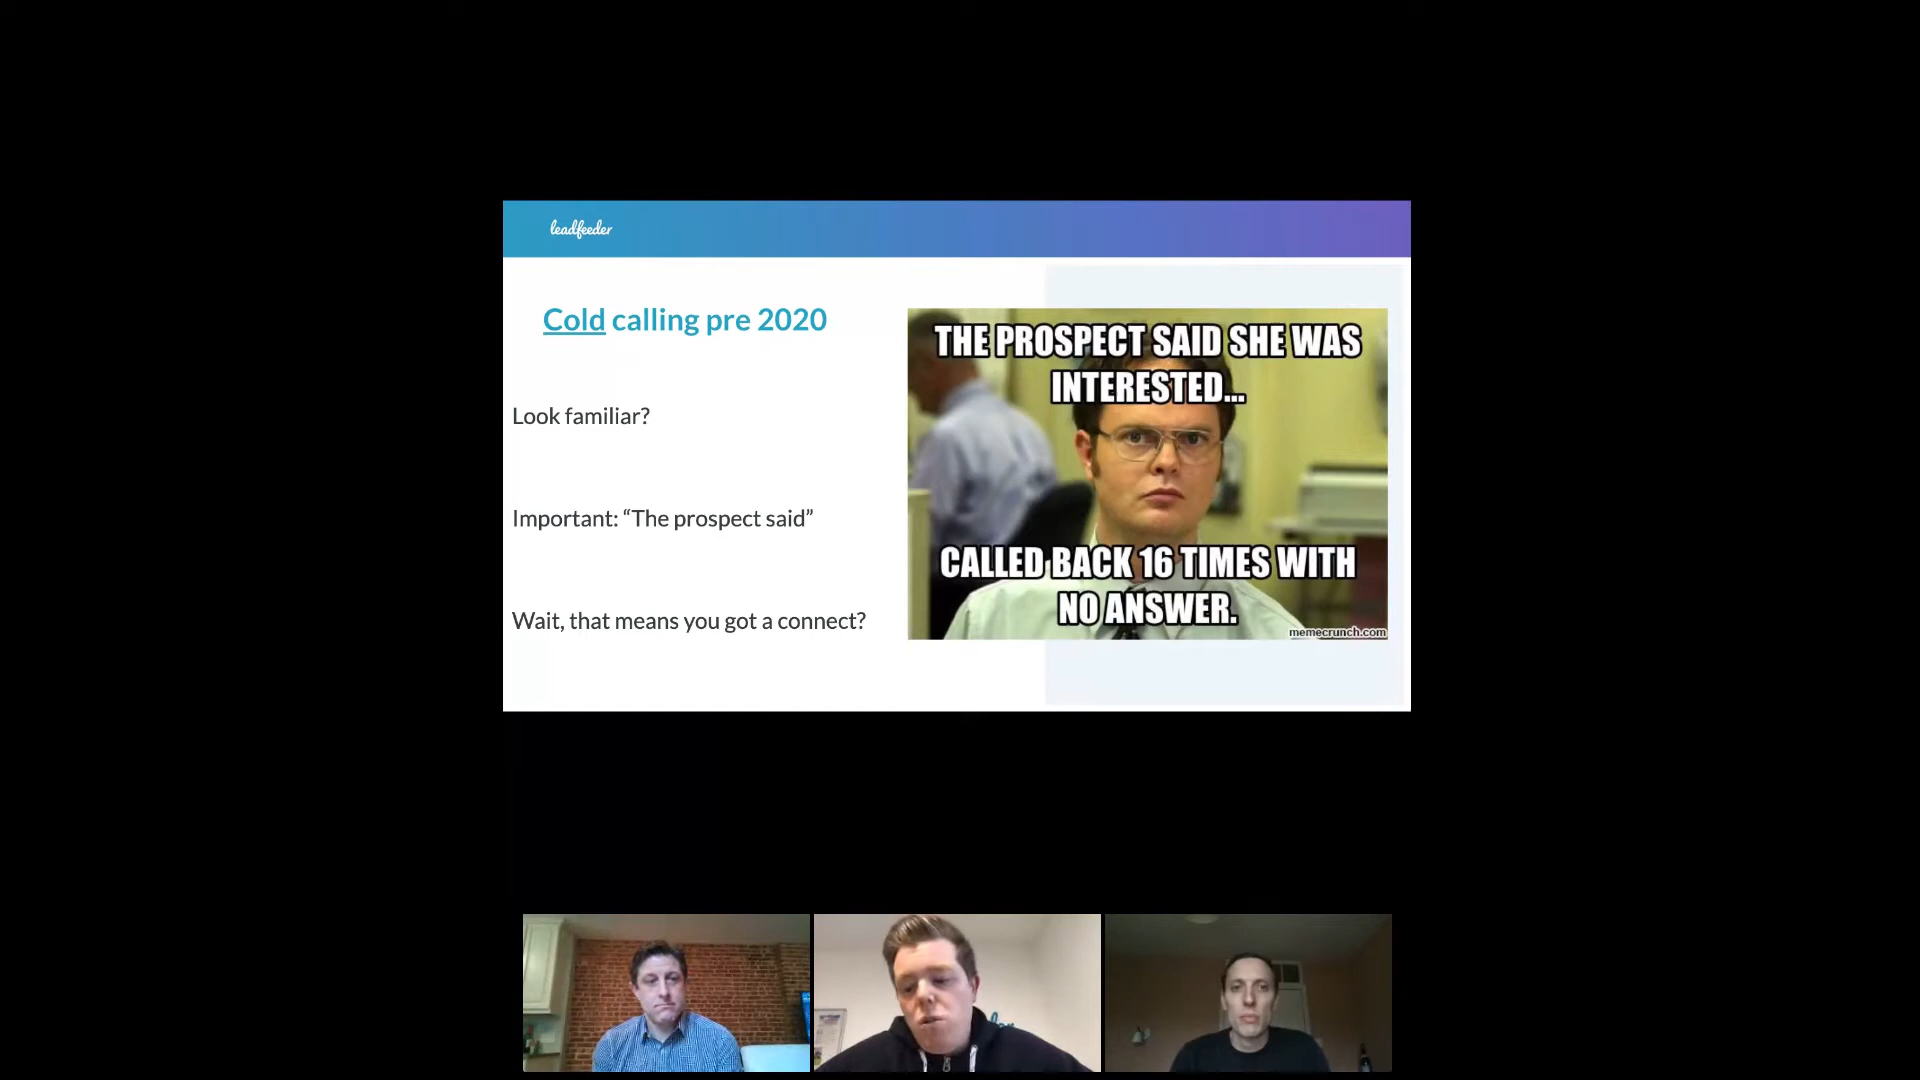 leadfeeder
Cold calling pre 2020
Look familiar?
Important: “The prospect said”
Wait, that means you got a connect?
THE PROSPECT SAID SHE WAS
INTERESTED...
CALLED BACK 16 TIMES WITH
NO ANSWER.
memecrunch.com